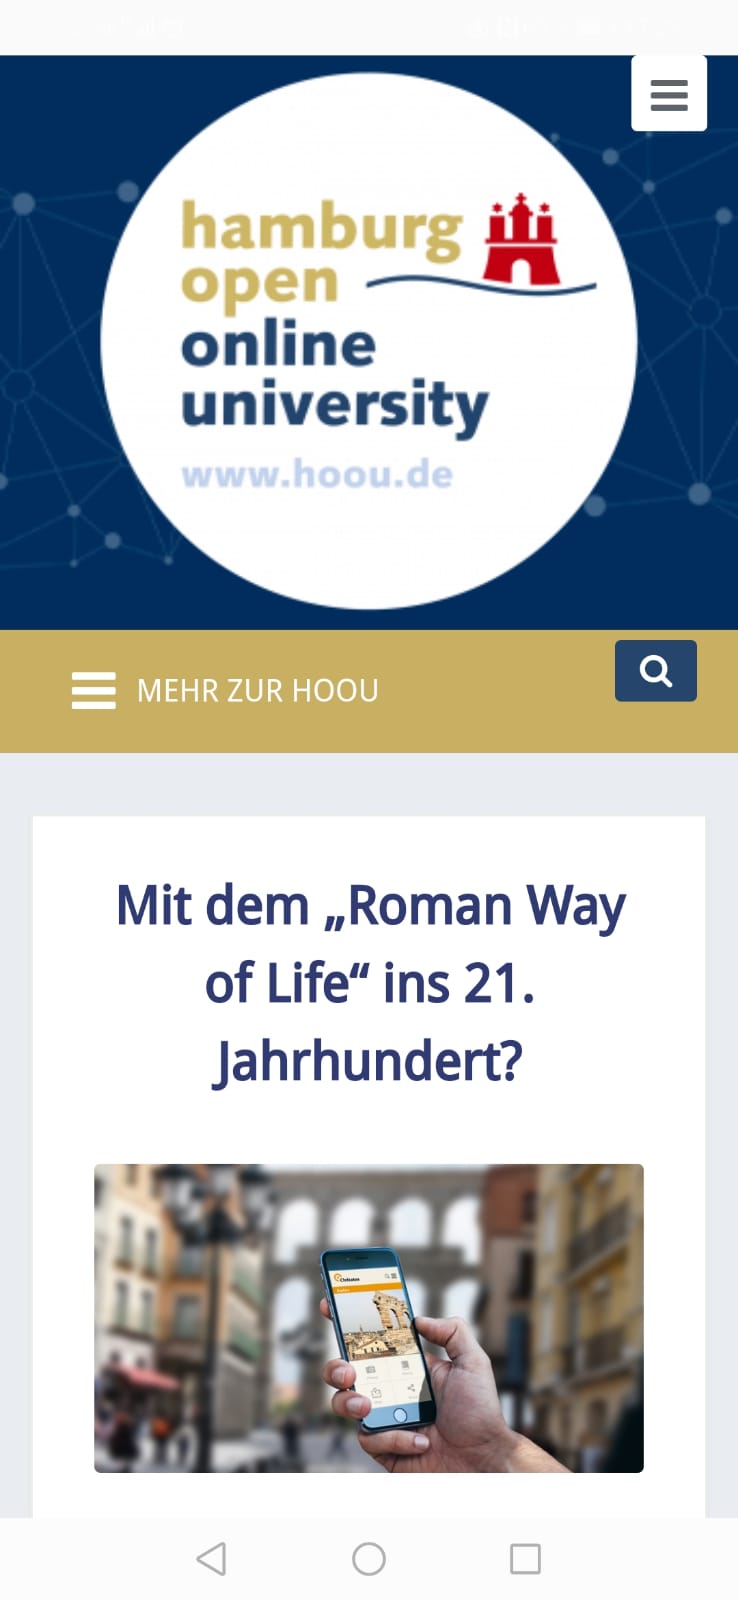 hamburg
open
online
university
www.hoou.de
MEHR ZUR HOOU
Mit dem „Roman Way
of Life“ ins 21.
Jahrhundert?